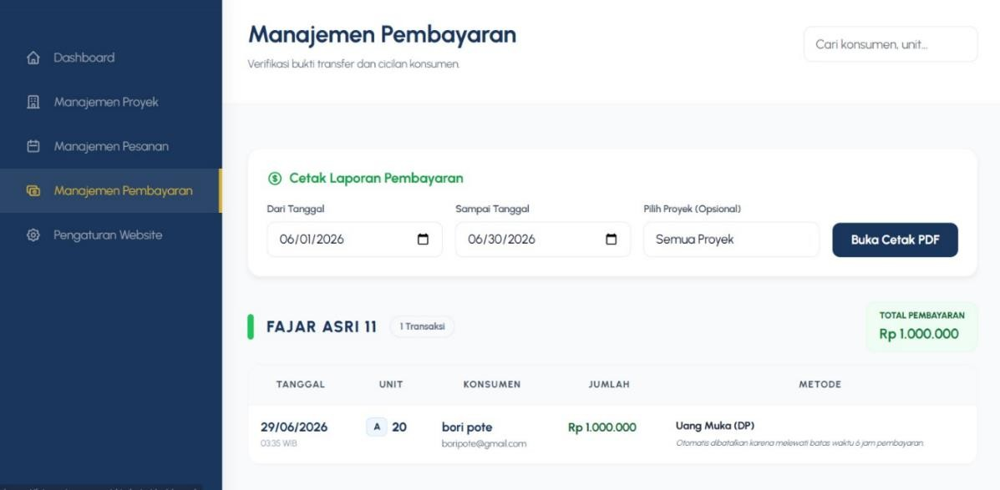 Dashboard
Manajemen Proyek
Manajemen Pesanan
Manajemen Pembayaran
Pengaturan Website
Manajemen Pembayaran
Verifikasi bukti transfer dan cicilan konsumen.
Cari konsumen, unit...
Cetak Laporan Pembayaran
Dari Tanggal
Sampai Tanggal
Pilih Proyek (Opsional)
06/01/2026
06/30/2026
Semua Proyek
Buka Cetak PDF
FAJAR ASRI 11
1 Transaksi
TOTAL PEMBAYARAN
Rp 1.000.000
TANGGAL UNIT KONSUMEN JUMLAH METODE
29/06/2026 A 20 bori pote Rp 1.000.000 Uang Muka (DP)
03:35 WIB boripote@gmail.com Otomatis dibatalkan karena melewati batas waktu 6 jam pembayaran.